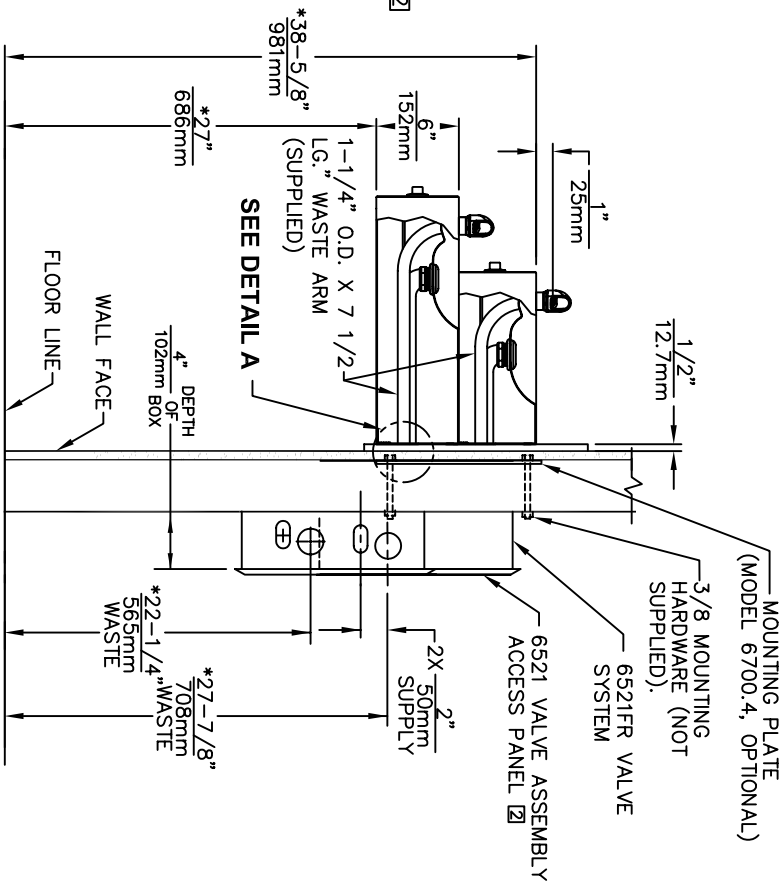 2
*38-5/8"
981mm
*27"
686mm
6"
152mm
1"
25mm
1/2"
12.7mm
1-1/4" O.D. X 7 1/2
LG." WASTE ARM
(SUPPLIED)
SEE DETAIL A
FLOOR LINE
WALL FACE
4" DEPTH
OF
102mm BOX
MOUNTING PLATE
(MODEL 6700.4, OPTIONAL)
3/8 MOUNTING
HARDWARE (NOT
SUPPLIED).
6521FR VALVE
SYSTEM
6521 VALVE ASSEMBLY
ACCESS PANEL 2
2X 2"
50mm
SUPPLY
*27-7/8"
708mm
WASTE
*22-1/4"
565mm
WASTE